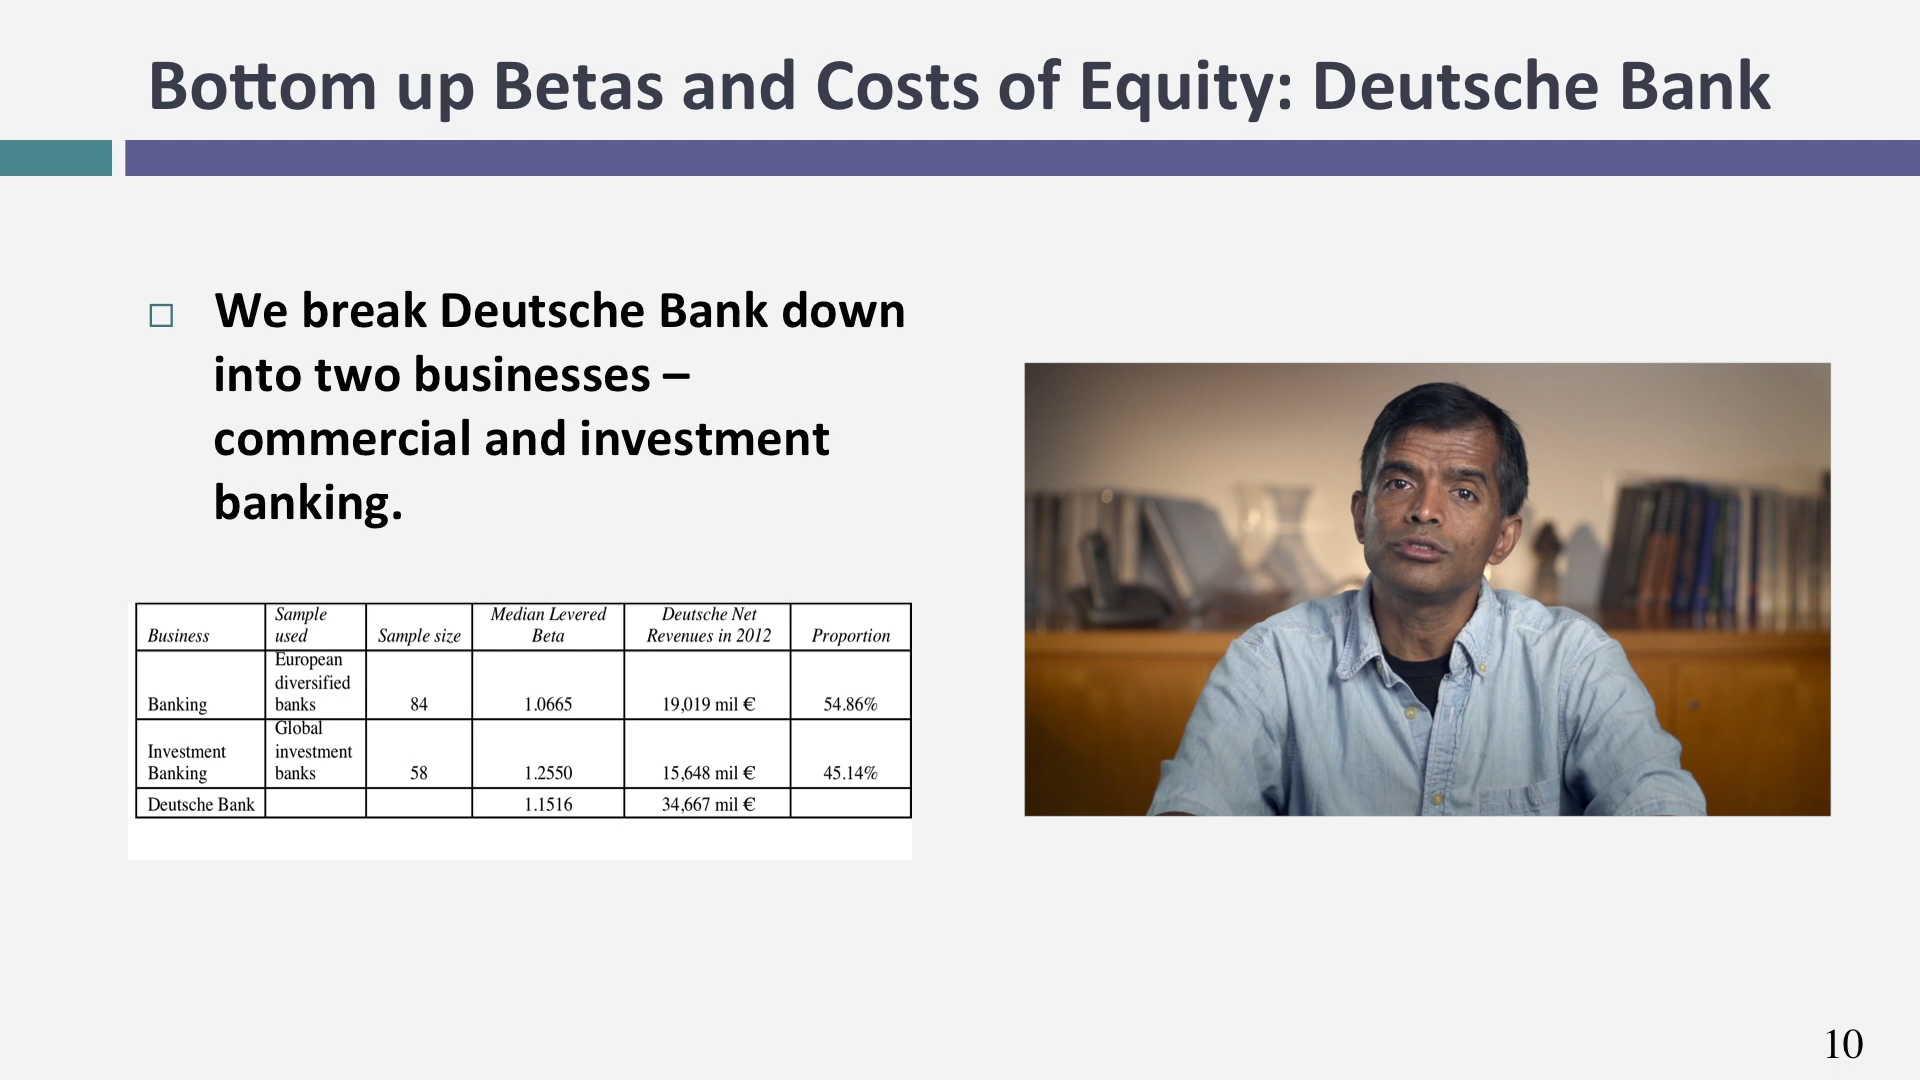 Bottom up Betas and Costs of Equity: Deutsche Bank
We break Deutsche Bank down
into two businesses –
commercial and investment
banking.
Business Sample used Sample size Median Levered Beta Deutsche Net Revenues in 2012 Proportion
Banking European diversified banks 84 1.0665 19,019 mil € 54.86%
Investment Banking Global investment banks 58 1.2550 15,648 mil € 45.14%
Deutsche Bank 1.1516 34,667 mil €
10